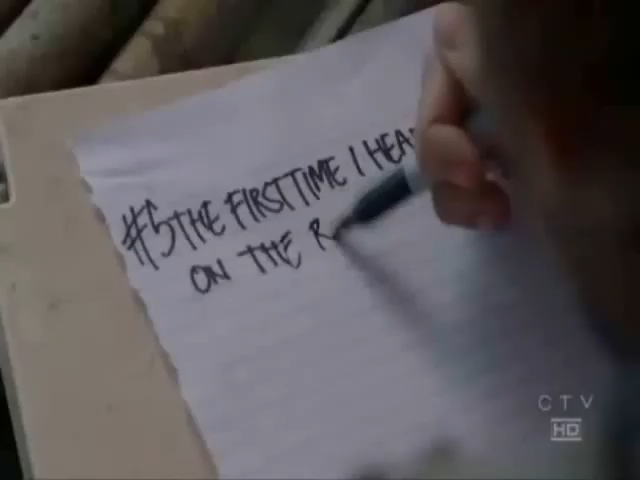 #5 THE FIRST TIME I HEA
ON THE R
CTV
HD